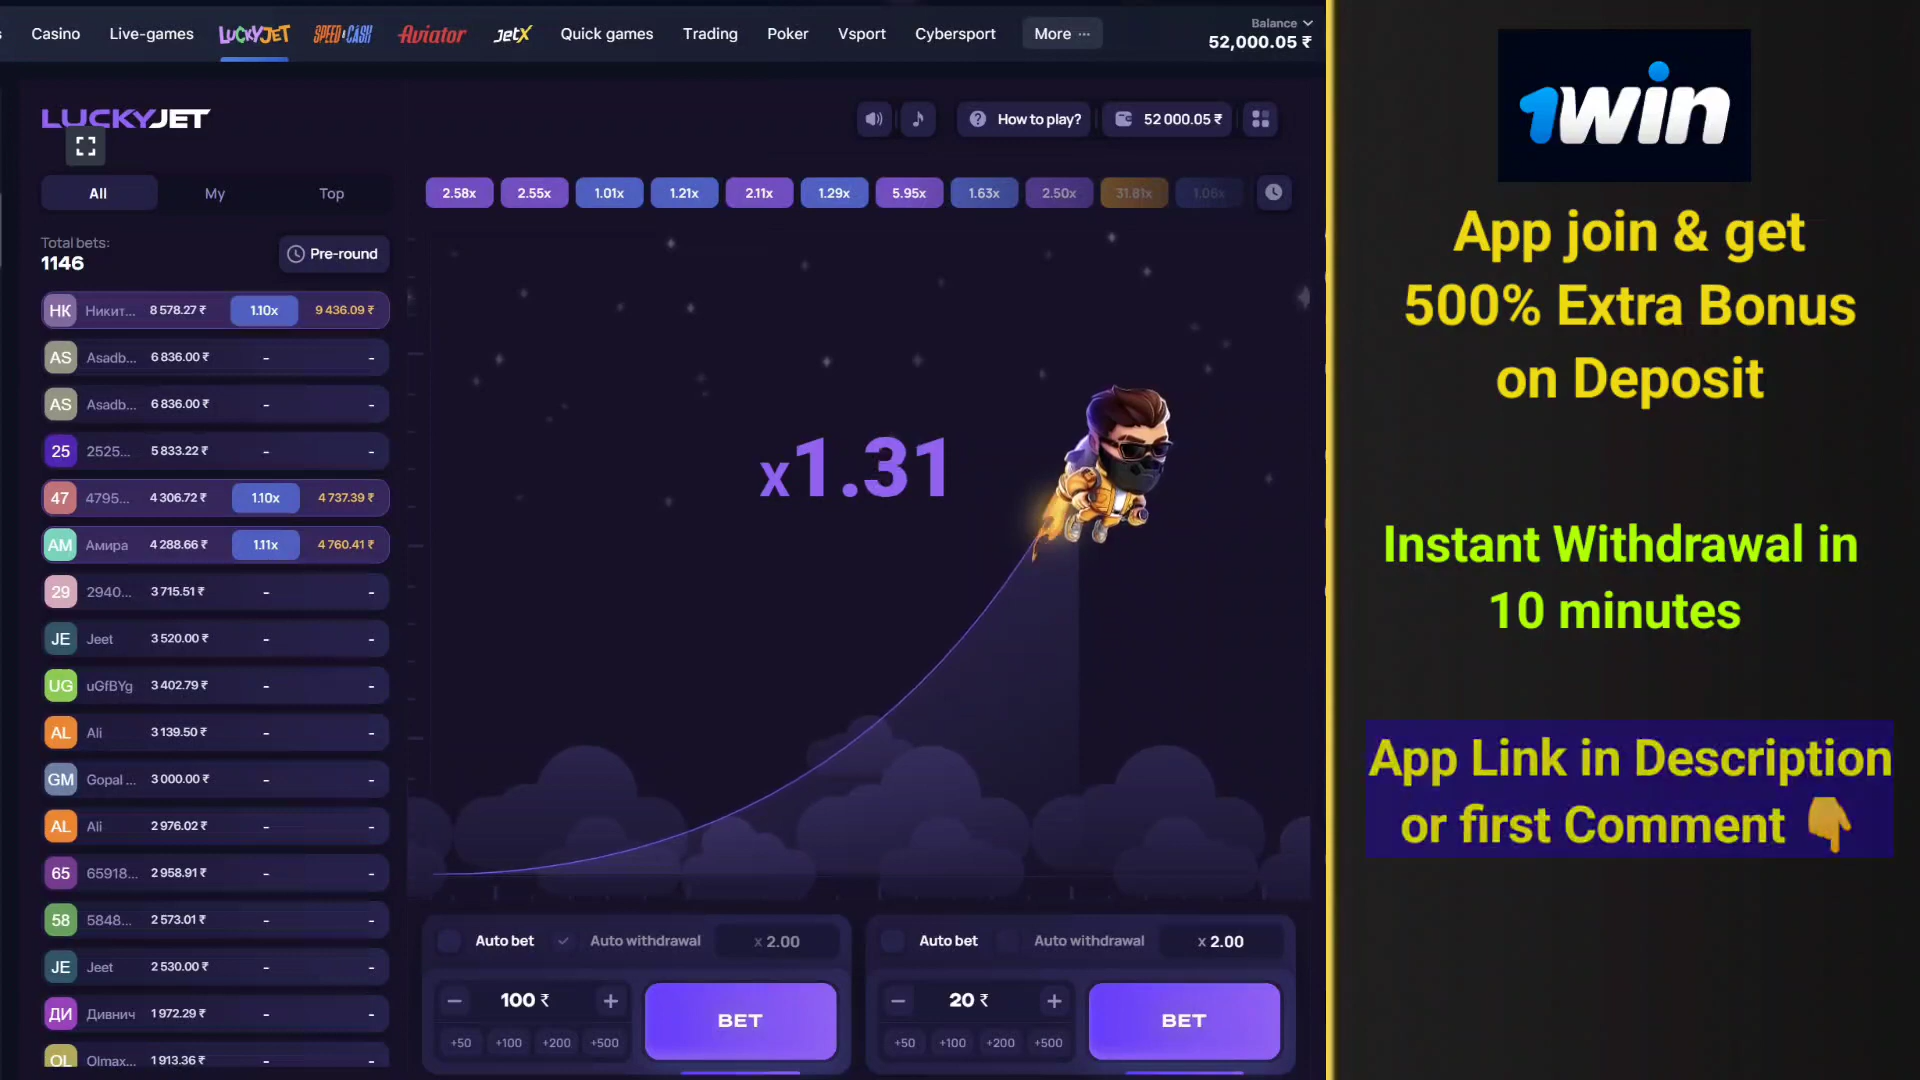 Casino Live-games LUCKYJET SPEED & CASH Aviator JetX Quick games Trading Poker Vsport Cybersport More ···
Balance
52,000.05 ₹
LUCKYJET
How to play? 52 000.05 ₹
All My Top
2.58x 2.55x 1.01x 1.21x 2.11x 1.29x 5.95x 1.63x 2.50x 31.81x 1.06x
Total bets:
1146
Pre-round
НК Никит... 8 578.27 ₹ 1.10x 9 436.09 ₹
AS Asadb... 6 836.00 ₹ - -
AS Asadb... 6 836.00 ₹ - -
25 2525... 5 833.22 ₹ - -
47 4795... 4 306.72 ₹ 1.10x 4 737.39 ₹
АМ Амира 4 288.66 ₹ 1.11x 4 760.41 ₹
29 2940... 3 715.51 ₹ - -
JE Jeet 3 520.00 ₹ - -
UG uGfBYg 3 402.79 ₹ - -
AL Ali 3 139.50 ₹ - -
GM Gopal ... 3 000.00 ₹ - -
AL Ali 2 976.02 ₹ - -
65 65918... 2 958.91 ₹ - -
58 5848... 2 573.01 ₹ - -
JE Jeet 2 530.00 ₹ - -
ДИ Дивнич 1 972.29 ₹ - -
OL Olmax... 1 913.36 ₹ - -
x1.31
Auto bet Auto withdrawal x 2.00
− 100 ₹ +
+50 +100 +200 +500
BET
Auto bet Auto withdrawal x 2.00
− 20 ₹ +
+50 +100 +200 +500
BET
1win
App join & get
500% Extra Bonus
on Deposit
Instant Withdrawal in
10 minutes
App Link in Description
or first Comment 👇